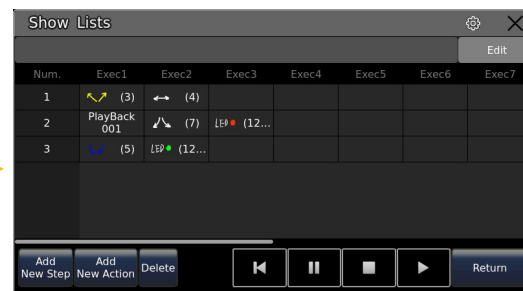 Show Lists
Edit
Num. Exec1 Exec2 Exec3 Exec4 Exec5 Exec6 Exec7
1 (3) (4)
2 PlayBack 001 (7) LED (12...
3 (5) LED (12...
Add New Step Add New Action Delete Return